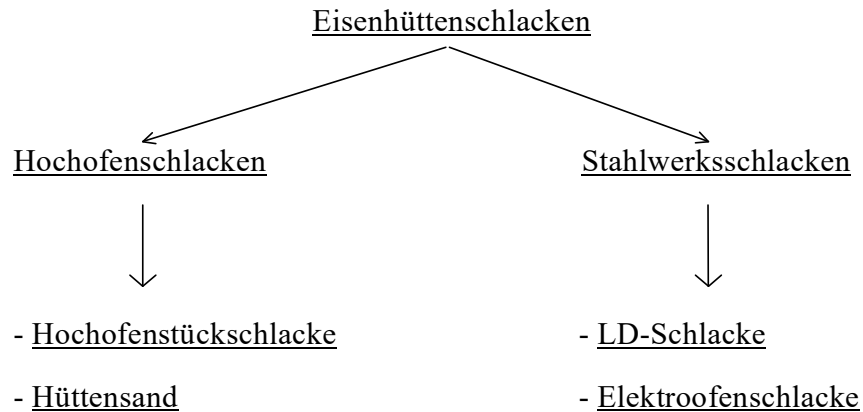 Eisenhüttenschlacken
Hochofenschlacken
Stahlwerksschlacken
- Hochofenstückschlacke
- Hüttensand
- LD-Schlacke
- Elektroofenschlacke